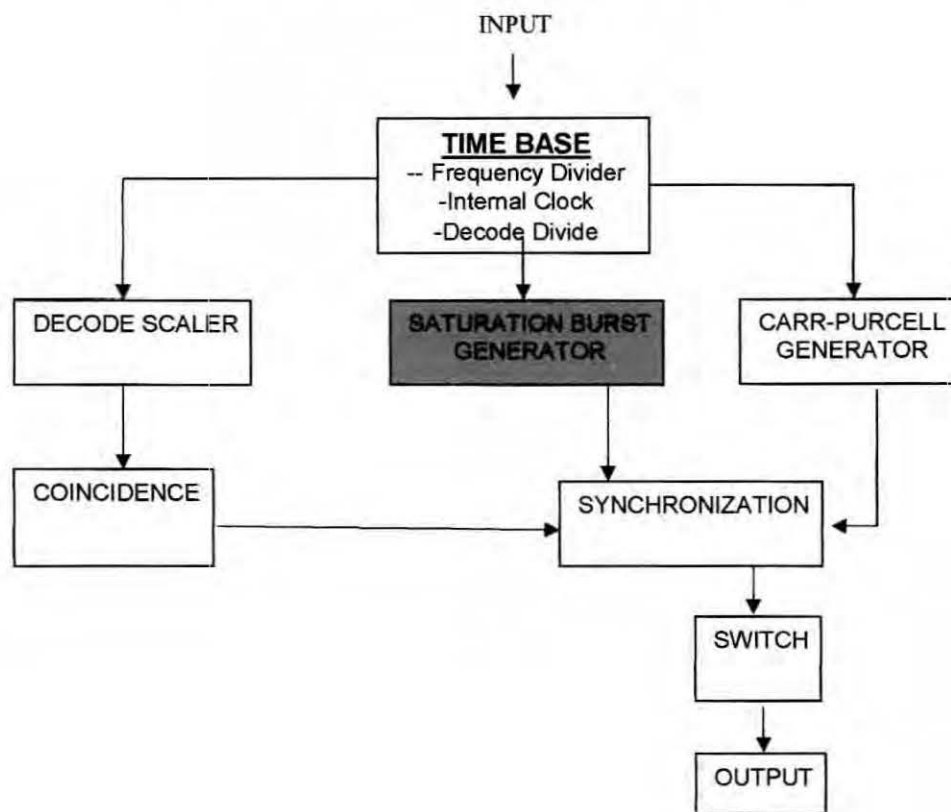 INPUT
TIME BASE
-- Frequency Divider
-Internal Clock
-Decode Divide
DECODE SCALIER
SATURATION BURST
GENERATOR
CARR-PURCELL
GENERATOR
COINCIDENCE
SYNCHRONIZATION
SWITCH
OUTPUT